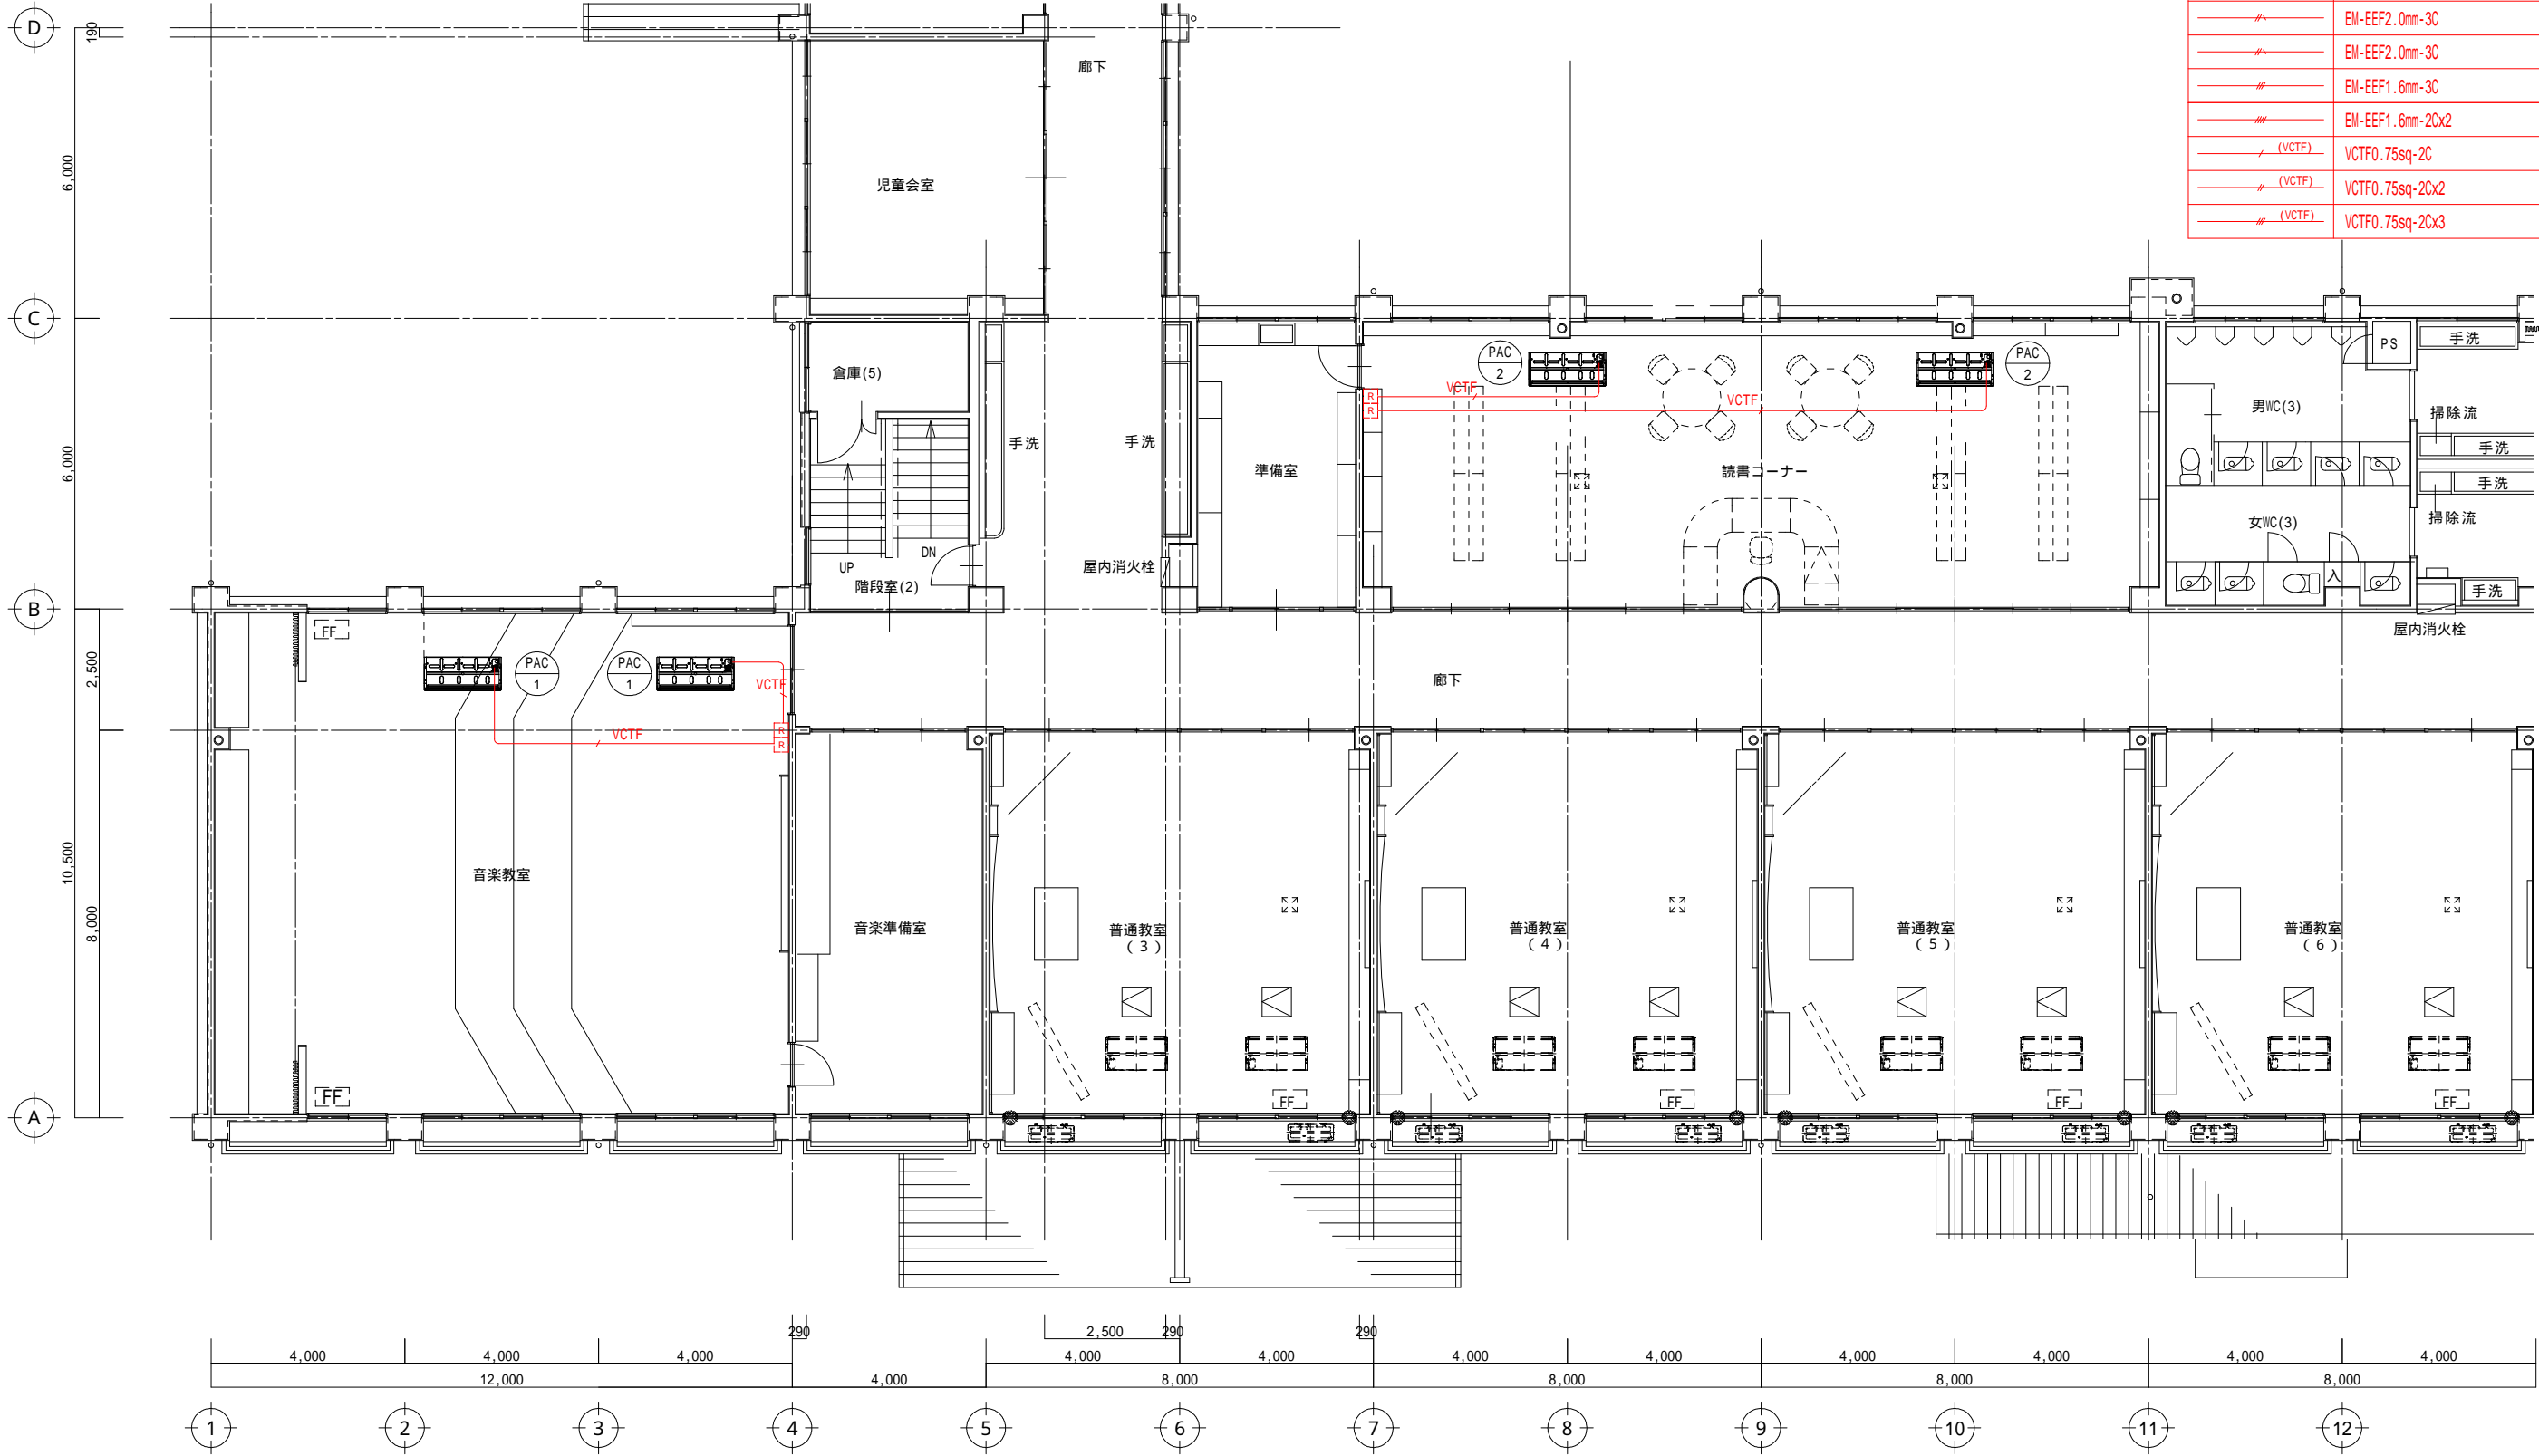 EM-EEF2.0mm-3C
EM-EEF2.0mm-3C
EM-EEF1.6mm-3C
EM-EEF1.6mm-2Cx2
(VCTF) VCTF0.75sq-2C
(VCTF) VCTF0.75sq-2Cx2
(VCTF) VCTF0.75sq-2Cx3
D
190
廊下
6,000
児童会室
C
倉庫(5)
PAC
2
PAC
2
PS
手洗
VCTF
VCTF
R
R
男WC(3)
掃除流
手洗
手洗
手洗
手洗
6,000
準備室
読書コーナー
掃除流
女WC(3)
DN
UP
屋内消火栓
階段室(2)
入
手洗
B
FF
屋内消火栓
PAC
1
PAC
1
VCTF
廊下
2,500
VCTF
R
R
10,500
8,000
音楽教室
音楽準備室
普通教室
(3)
普通教室
(4)
普通教室
(5)
普通教室
(6)
FF
FF
FF
FF
FF
A
290
2,500
290
290
4,000
4,000
4,000
4,000
4,000
4,000
4,000
4,000
4,000
4,000
4,000
12,000
4,000
8,000
8,000
8,000
8,000
1
2
3
4
5
6
7
8
9
10
11
12